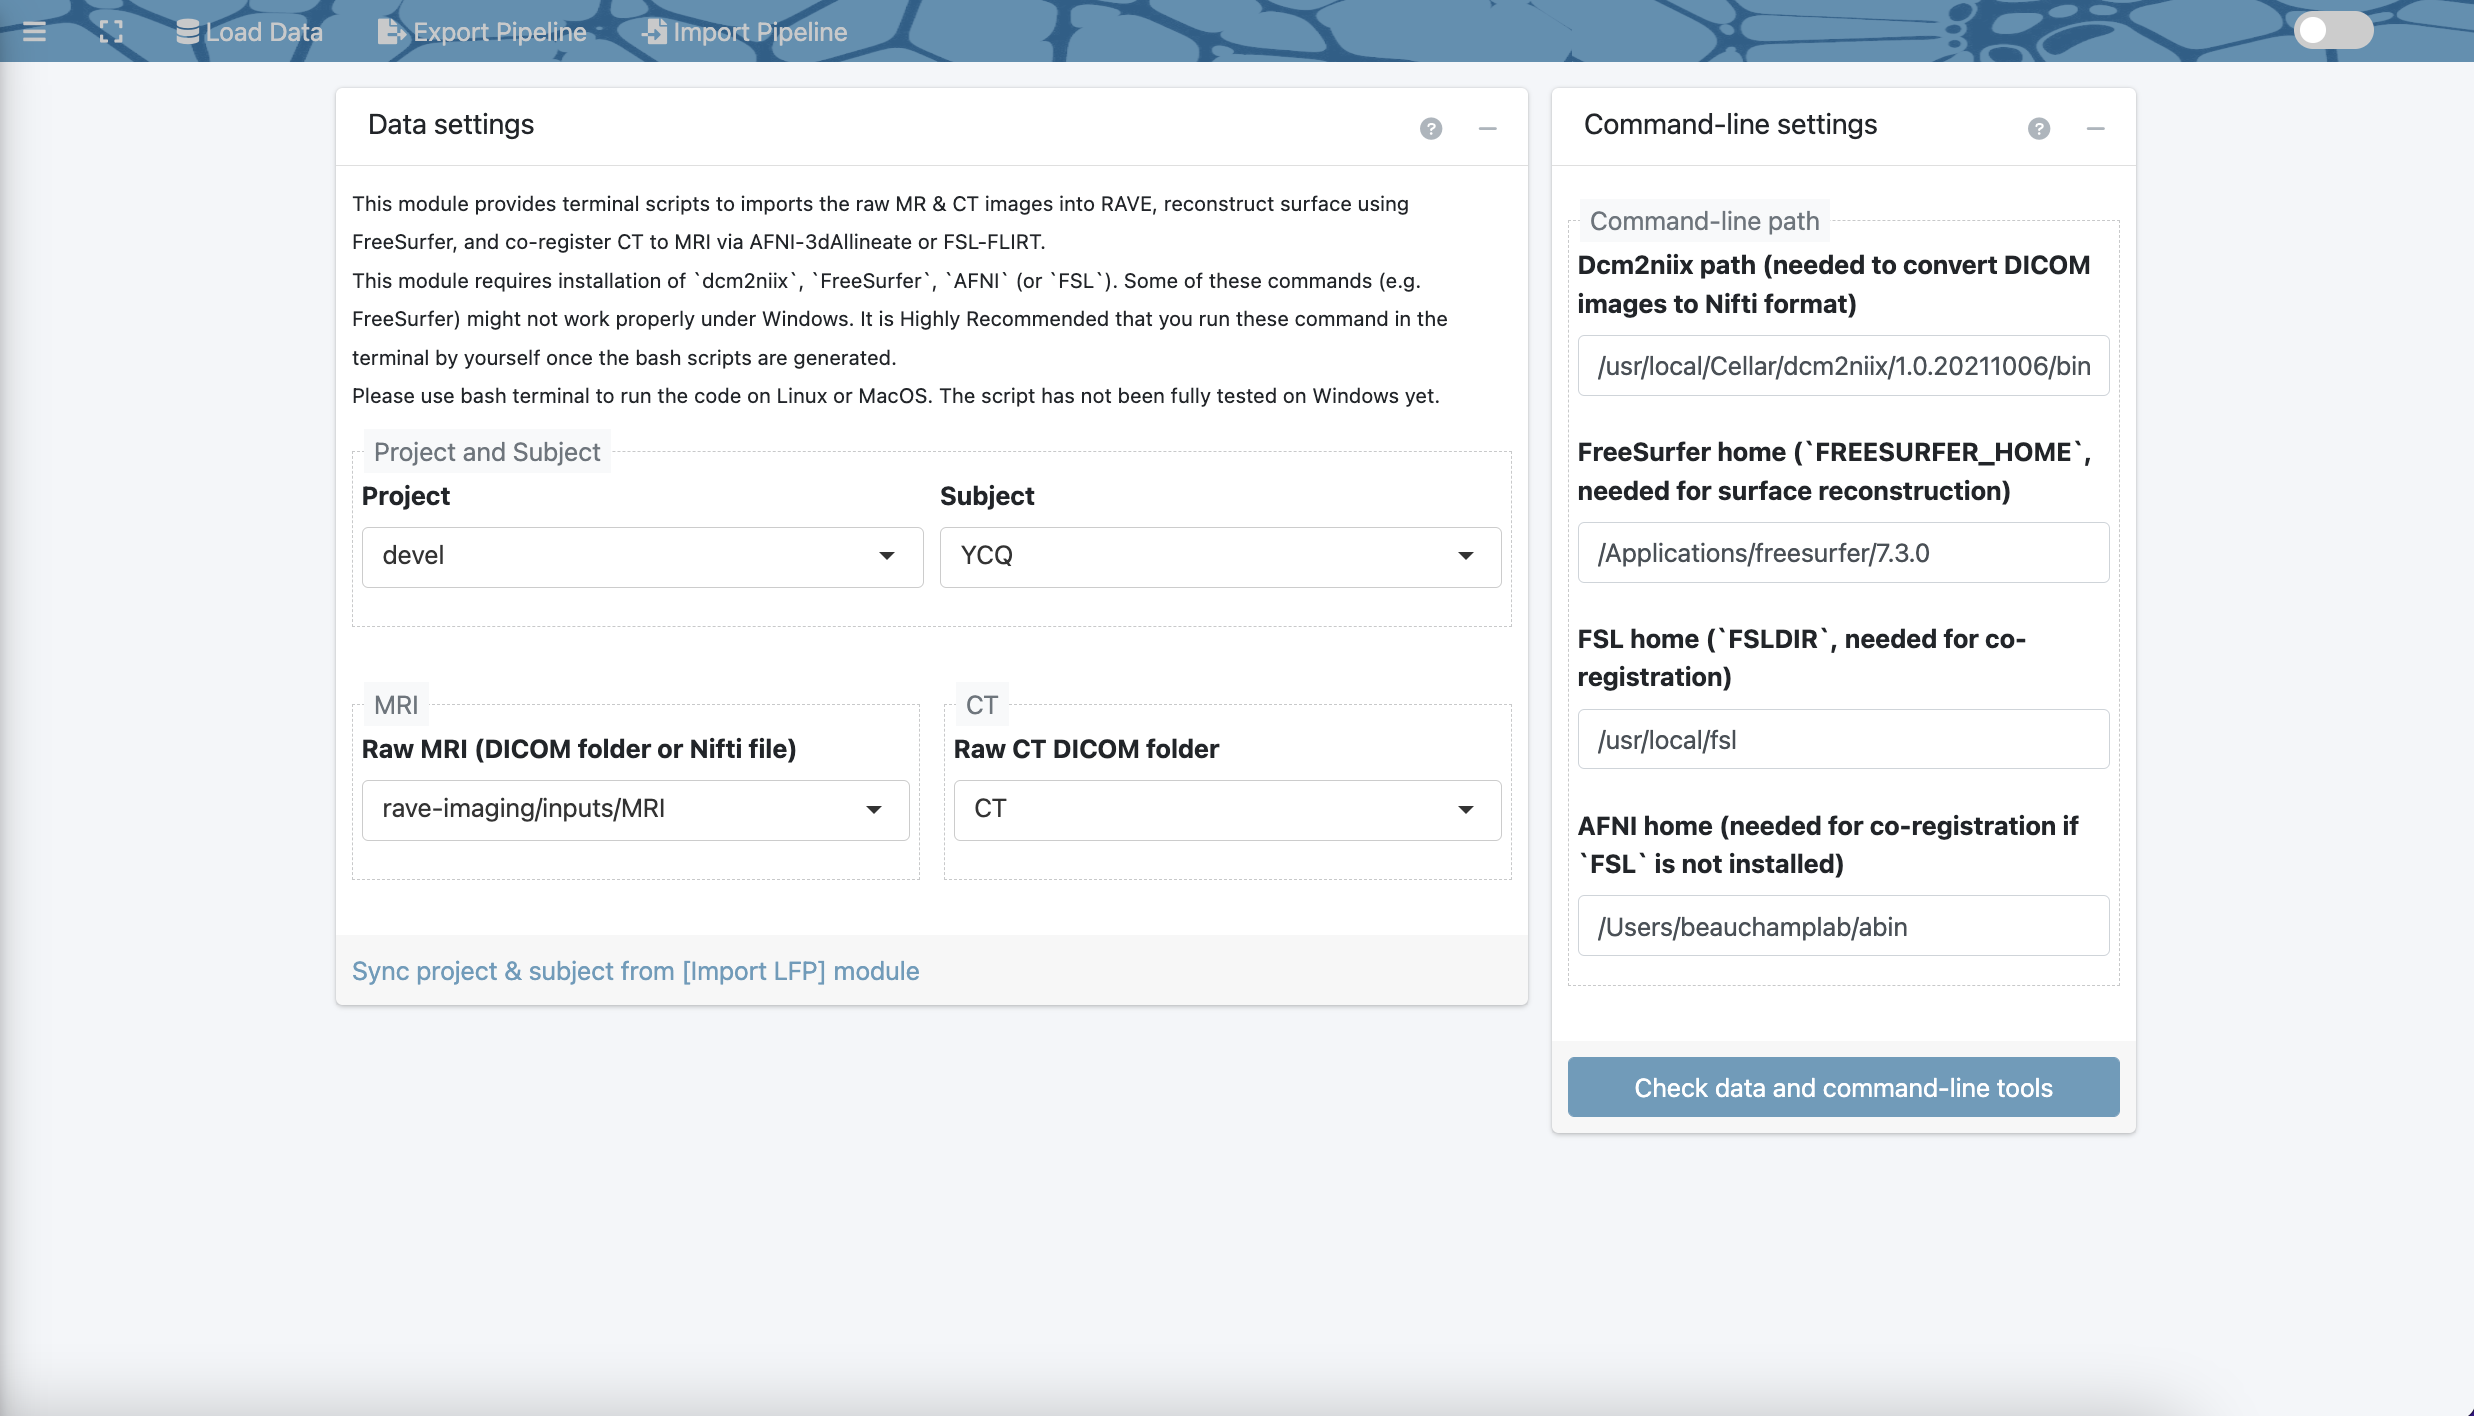 Load Data
Export Pipeline
Import Pipeline
Data settings
This module provides terminal scripts to imports the raw MR & CT images into RAVE, reconstruct surface using
FreeSurfer, and co-register CT to MRI via AFNI-3dAllineate or FSL-FLIRT.
This module requires installation of `dcm2niix`, `FreeSurfer`, `AFNI` (or `FSL`). Some of these commands (e.g.
FreeSurfer) might not work properly under Windows. It is Highly Recommended that you run these command in the
terminal by yourself once the bash scripts are generated.
Please use bash terminal to run the code on Linux or MacOS. The script has not been fully tested on Windows yet.
Project and Subject
Project
devel
Subject
YCQ
MRI
Raw MRI (DICOM folder or Nifti file)
rave-imaging/inputs/MRI
CT
Raw CT DICOM folder
CT
Sync project & subject from [Import LFP] module
Command-line settings
Command-line path
Dcm2niix path (needed to convert DICOM
images to Nifti format)
/usr/local/Cellar/dcm2niix/1.0.20211006/bin
FreeSurfer home (`FREESURFER_HOME`,
needed for surface reconstruction)
/Applications/freesurfer/7.3.0
FSL home (`FSLDIR`, needed for co-
registration)
/usr/local/fsl
AFNI home (needed for co-registration if
`FSL` is not installed)
/Users/beauchamplab/abin
Check data and command-line tools